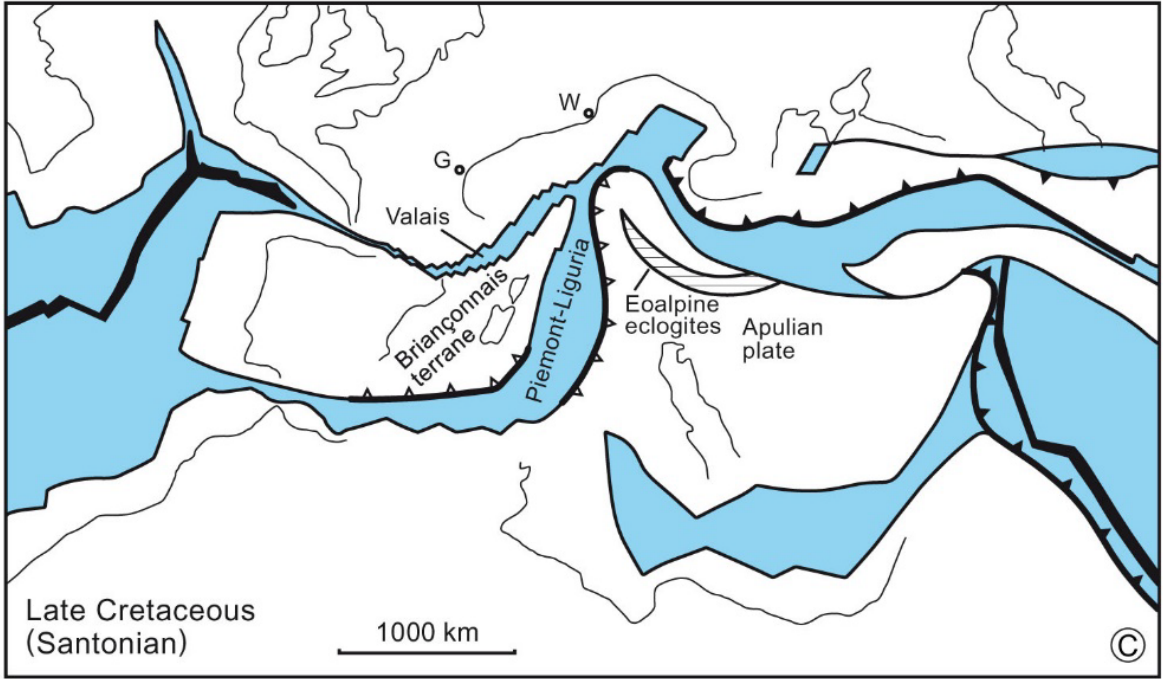 W
G
Valais
Briançonnais
terrane
Piemont-Liguria
Eoalpine
eclogites
Apulian
plate
Late Cretaceous
(Santonian)
1000 km
C